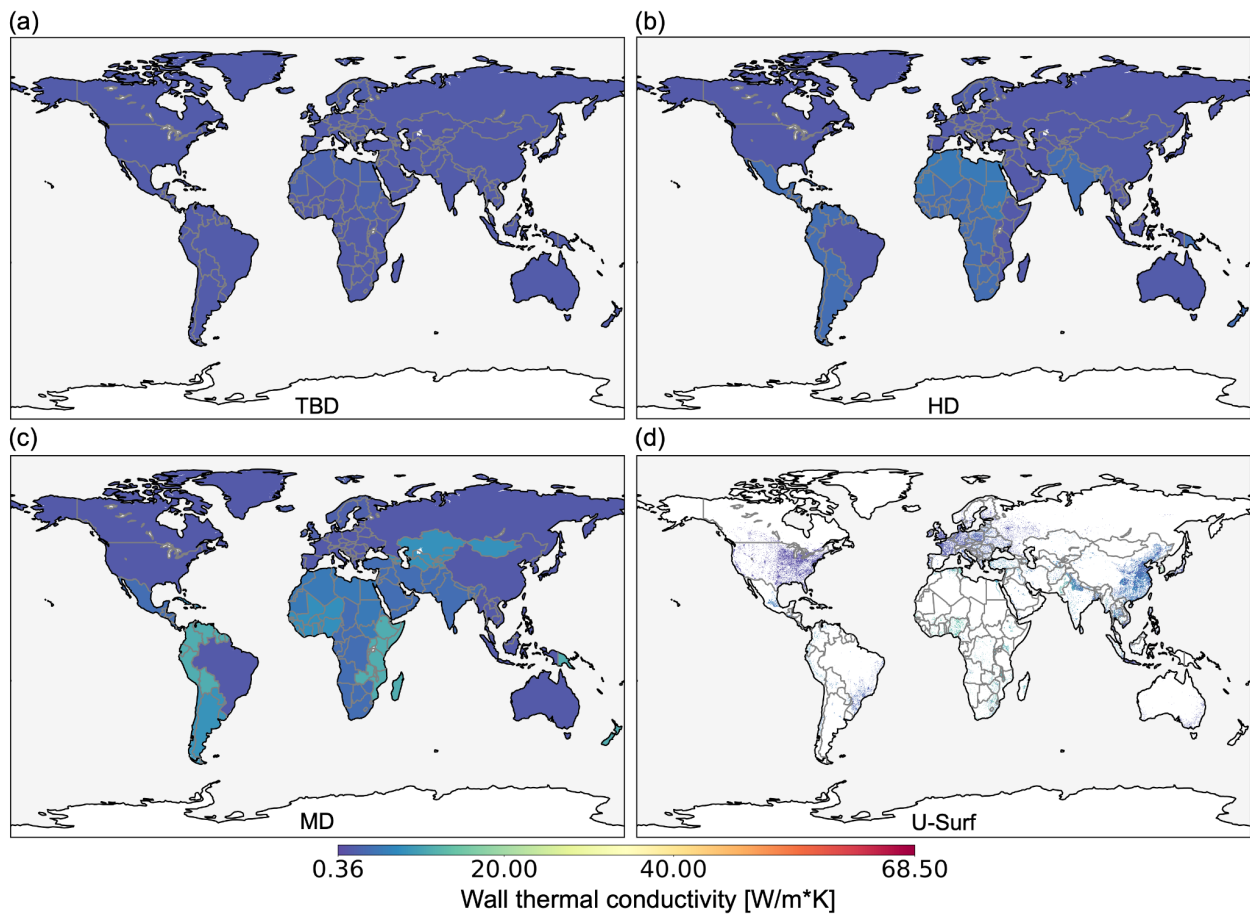 (a)
(b)
TBD
HD
(c)
(d)
MD
U-Surf
0.36
20.00
40.00
68.50
Wall thermal conductivity [W/m*K]